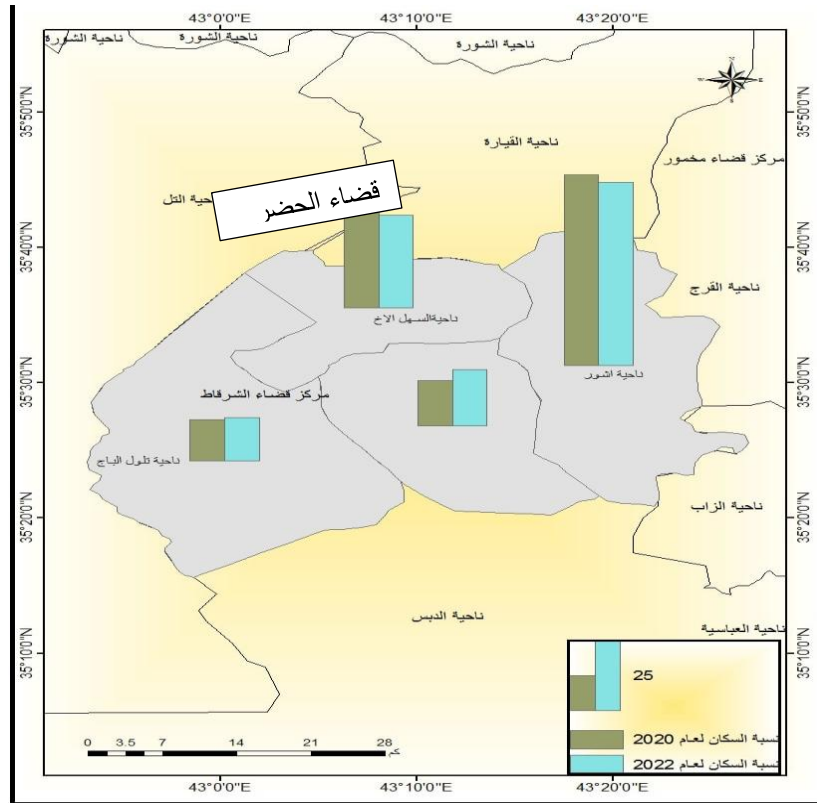 43°0'0"E 43°10'0"E 43°20'0"E
ناحية الشورة ناحية الشورة ناحية الشورة
35°50'0"N 35°50'0"N
ناحية القيارة
مركز قضاء مخمور
قضاء الحضر
ناحية التل
35°40'0"N 35°40'0"N
ناحية القرج
ناحيةالسهل الاخ
35°30'0"N 35°30'0"N
ناحية اشور
مركز قضاء الشرقاط
ناحية تلول الباج
35°20'0"N 35°20'0"N
ناحية الزاب
ناحية الدبس
ناحية العباسية
35°10'0"N 35°10'0"N
25
نسبة السكان لعام 2020
نسبة السكان لعام 2022
0 3.5 7 14 21 28
كم
43°0'0"E 43°10'0"E 43°20'0"E